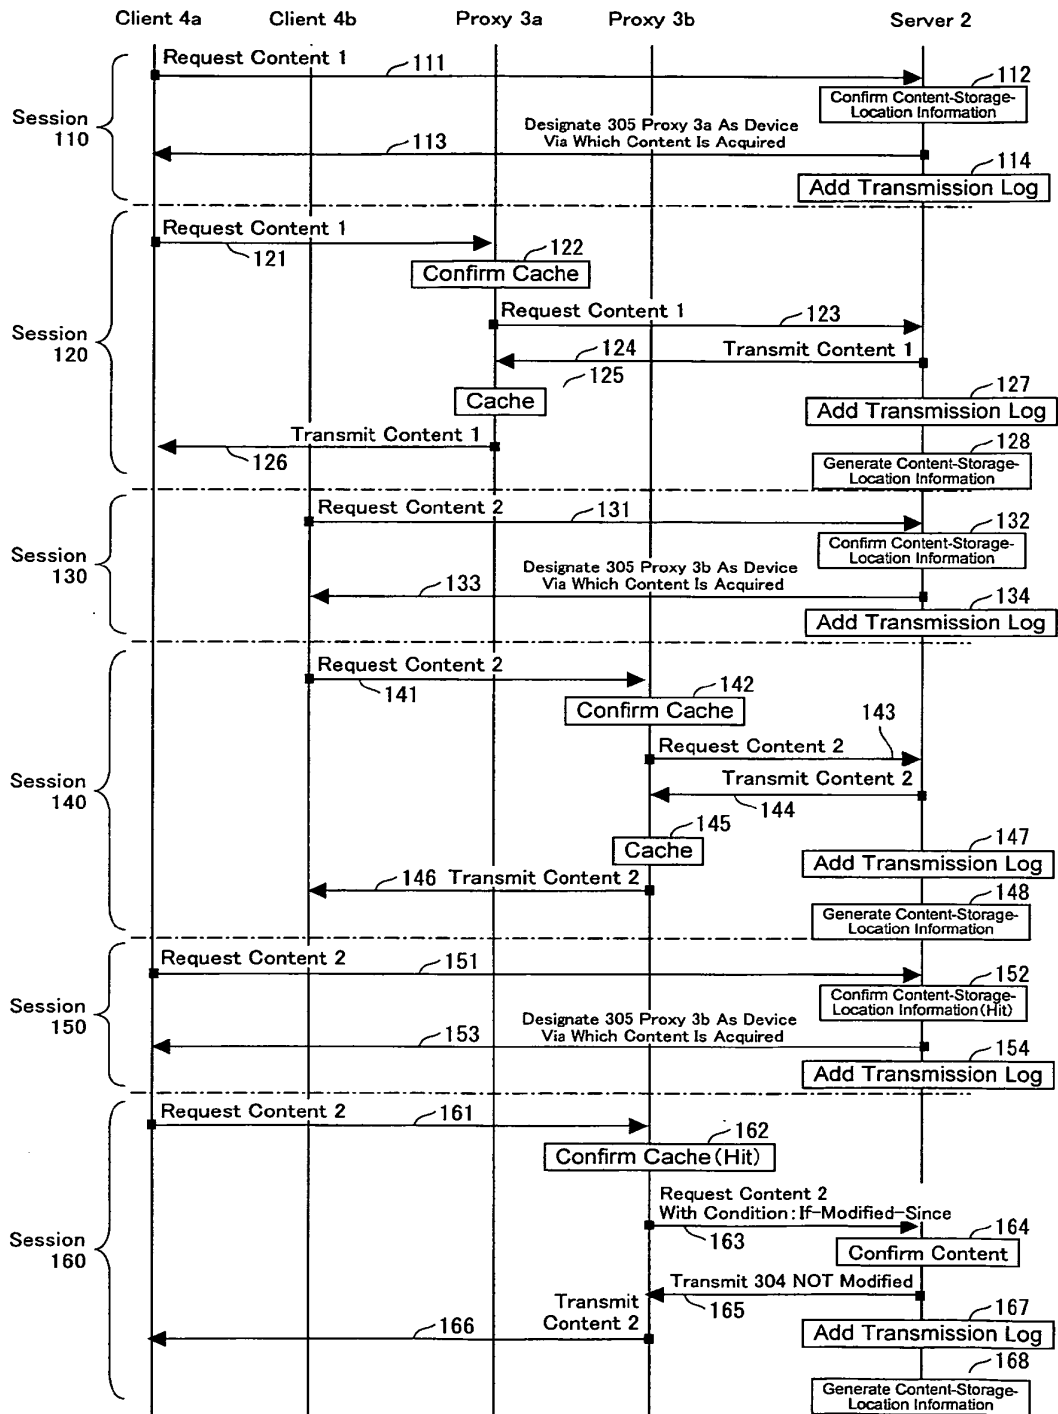 Client 4a
Client 4b
Proxy 3a
Proxy 3b
Server 2
Session
110
Request Content 1
111
112
Confirm Content-Storage-
Location Information
Designate 305 Proxy 3a As Device
Via Which Content Is Acquired
113
114
Add Transmission Log
Session
120
Request Content 1
121
122
Confirm Cache
Request Content 1
123
124
Transmit Content 1
125
Cache
127
Add Transmission Log
Transmit Content 1
126
128
Generate Content-Storage-
Location Information
Session
130
Request Content 2
131
132
Confirm Content-Storage-
Location Information
Designate 305 Proxy 3b As Device
Via Which Content Is Acquired
133
134
Add Transmission Log
Session
140
Request Content 2
141
142
Confirm Cache
143
Request Content 2
Transmit Content 2
144
145
Cache
147
Add Transmission Log
146
Transmit Content 2
148
Generate Content-Storage-
Location Information
Session
150
Request Content 2
151
152
Confirm Content-Storage-
Location Information(Hit)
Designate 305 Proxy 3b As Device
Via Which Content Is Acquired
153
154
Add Transmission Log
Session
160
Request Content 2
161
162
Confirm Cache(Hit)
Request Content 2
With Condition:If-Modified-Since
163
164
Confirm Content
Transmit 304 NOT Modified
165
Transmit
Content 2
166
167
Add Transmission Log
168
Generate Content-Storage-
Location Information